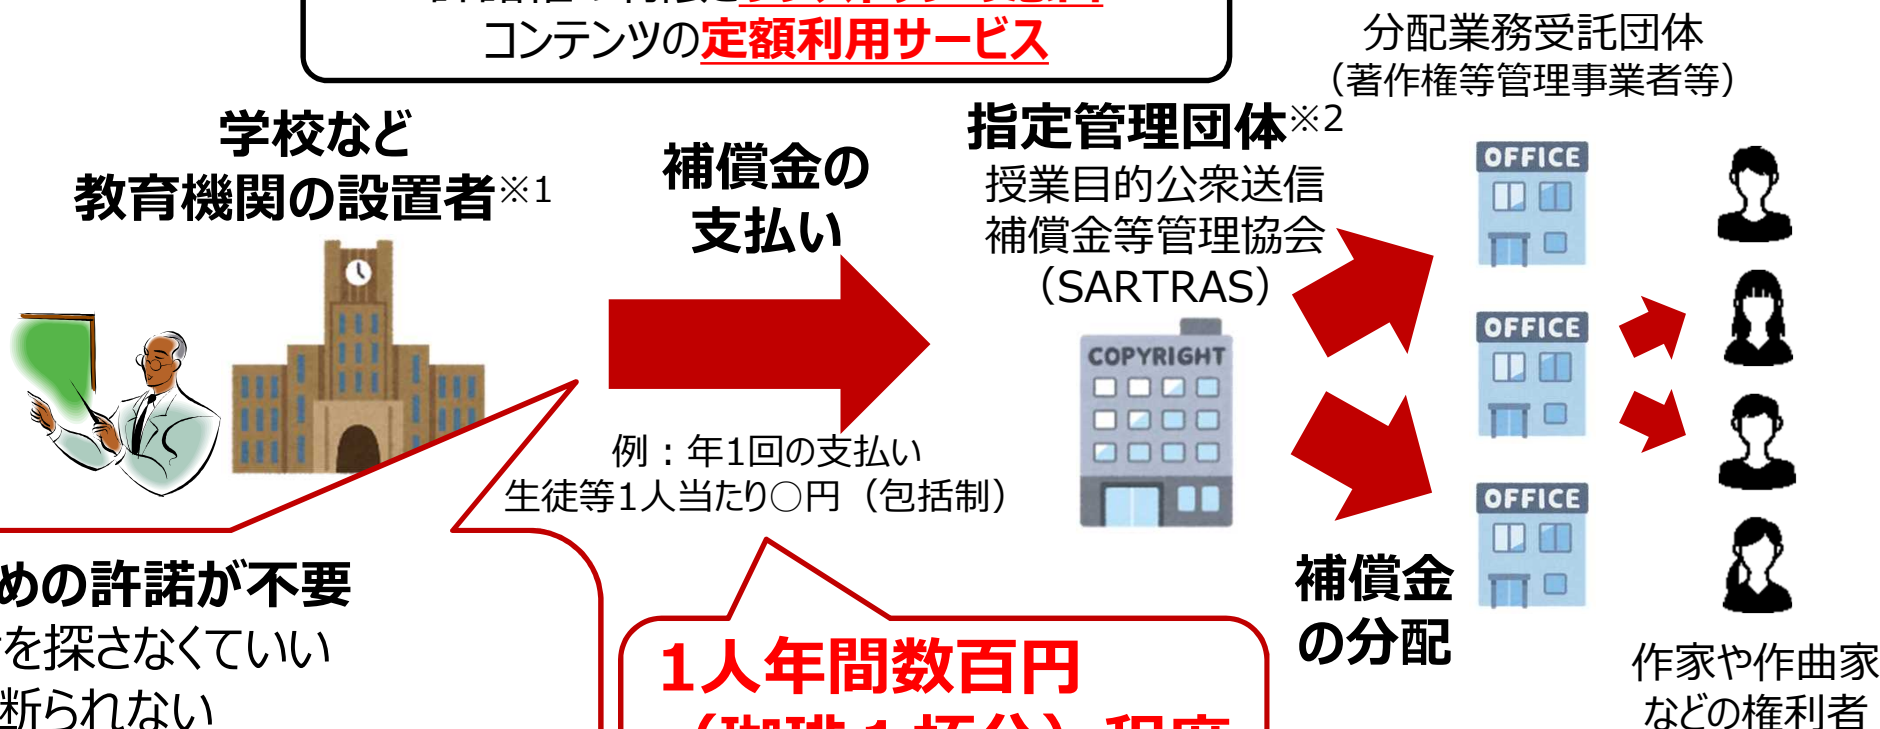 コンテンツの定額利用サービス
分配業務受託団体
（著作権等管理事業者等）
学校など
教育機関の設置者※1
補償金の
支払い
指定管理団体※2
授業目的公衆送信
補償金等管理協会
（SARTRAS）
OFFICE
OFFICE
OFFICE
COPYRIGHT
例：年1回の支払い
生徒等1人当たり○円（包括制）
補償金
の分配
めの許諾が不要
を探さなくていい
断られない
1人年間数百円
（珈琲１杯分）程度
作家や作曲家
などの権利者